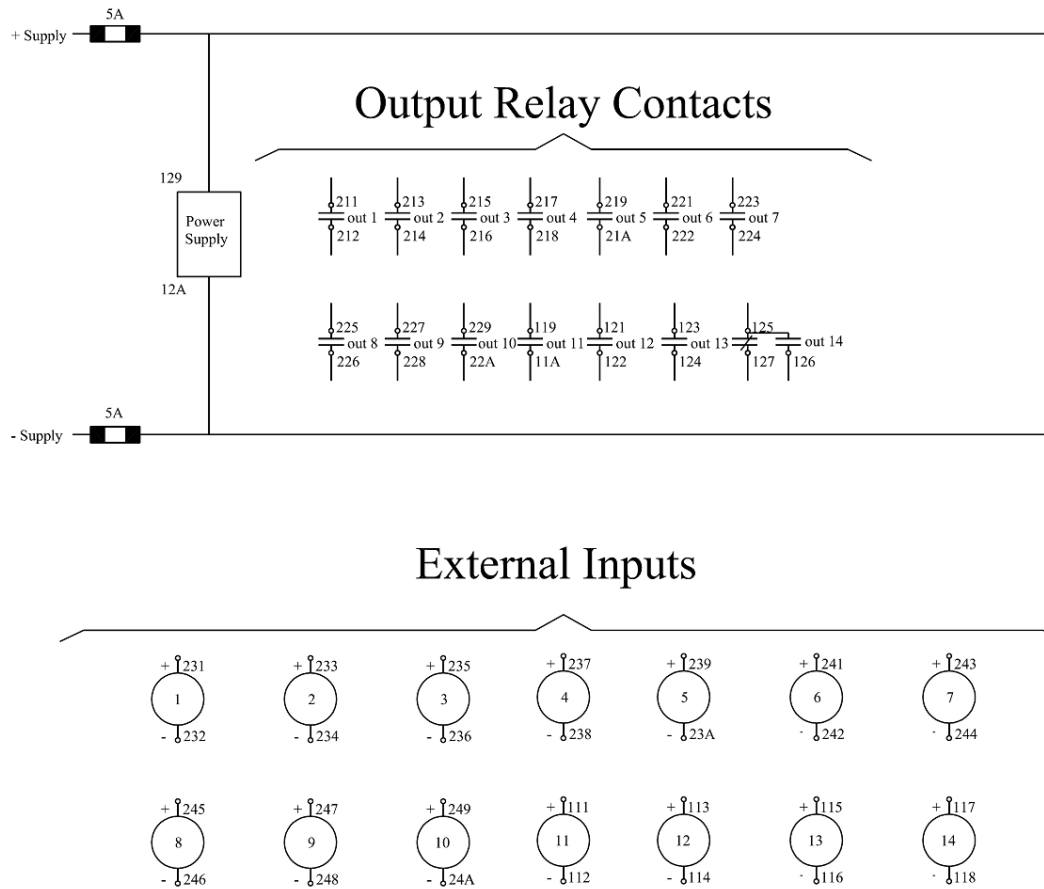 5A
+ Supply
Output Relay Contacts
129
Power
Supply
12A
211 213 215 217 219 221 223
out 1 out 2 out 3 out 4 out 5 out 6 out 7
212 214 216 218 21A 222 224
225 227 229 119 121 123 125
out 8 out 9 out 10 out 11 out 12 out 13 out 14
226 228 22A 11A 122 124 127 126
5A
- Supply
External Inputs
+ 231 + 233 + 235 + 237 + 239 + 241 + 243
1 2 3 4 5 6 7
- 232 - 234 - 236 - 238 - 23A - 242 - 244
+ 245 + 247 + 249 + 111 + 113 + 115 + 117
8 9 10 11 12 13 14
- 246 - 248 - 24A - 112 - 114 - 116 - 118